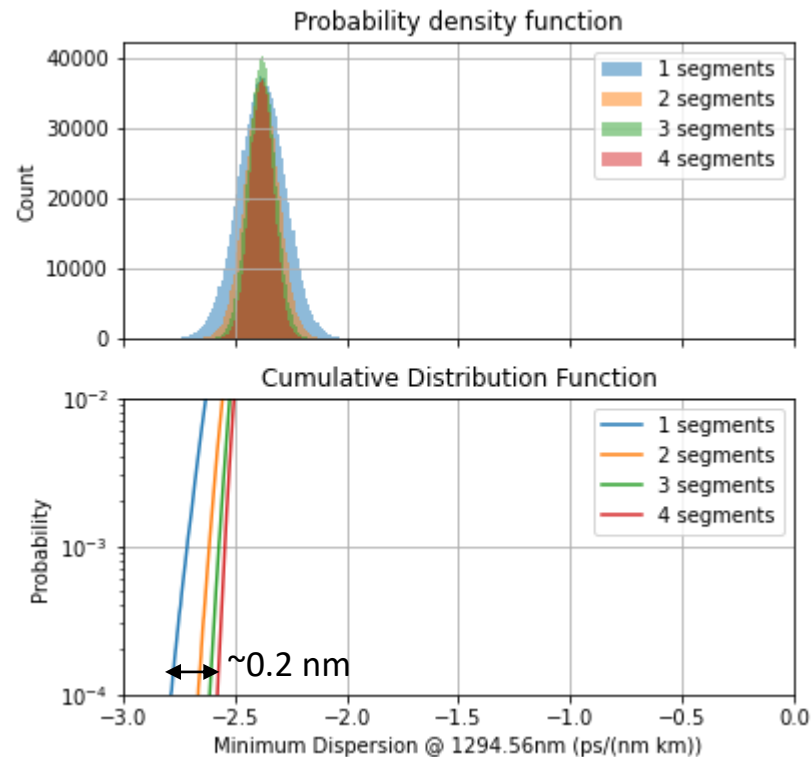 Probability density function
40000
30000
20000
10000
0
Count
1 segments
2 segments
3 segments
4 segments
Cumulative Distribution Function
10⁻²
10⁻³
10⁻⁴
Probability
1 segments
2 segments
3 segments
4 segments
~0.2 nm
−3.0 −2.5 −2.0 −1.5 −1.0 −0.5 0.0
Minimum Dispersion @ 1294.56nm (ps/(nm km))